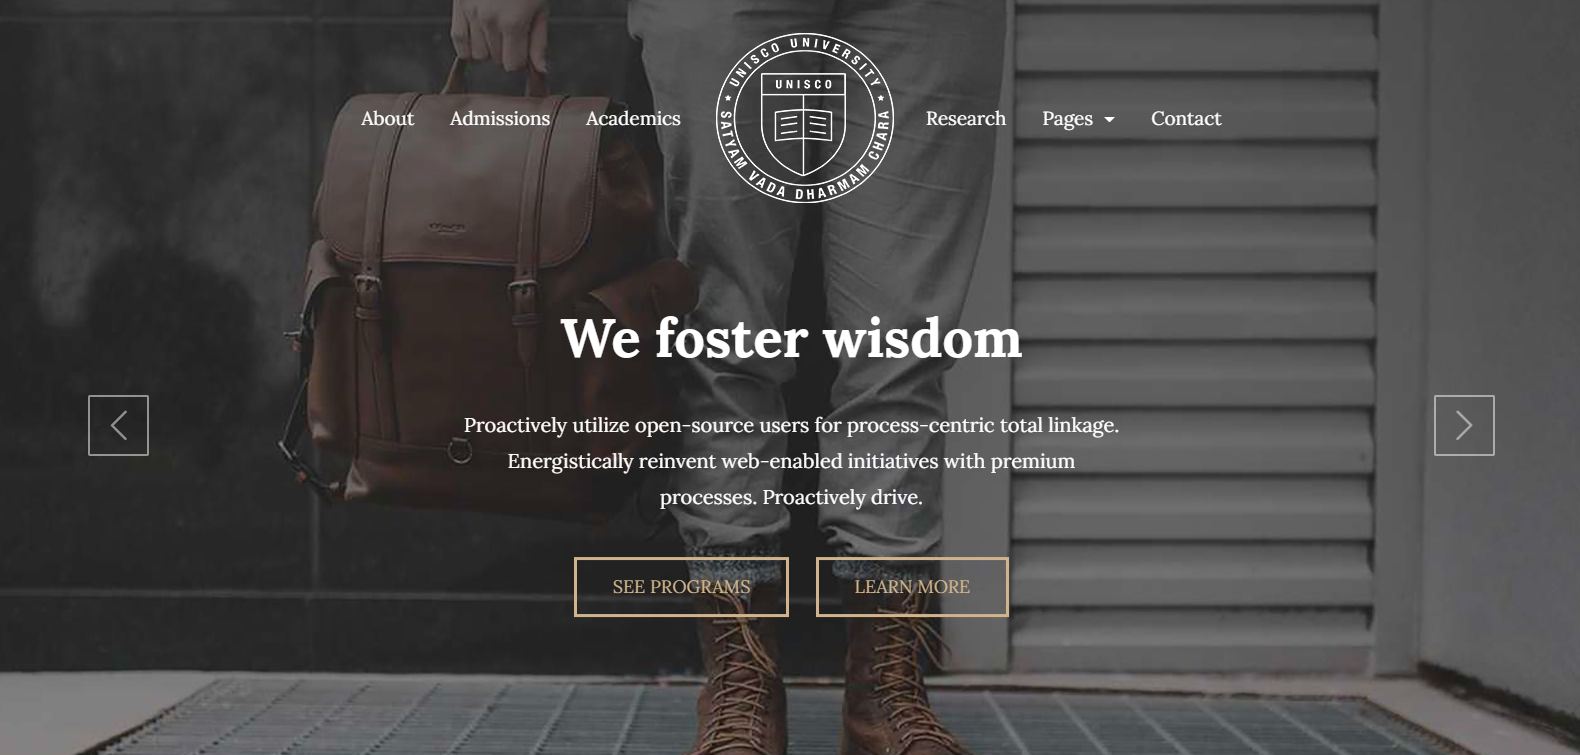 UNISCO UNIVERSITY
SATYAM VADA DHARMAM CHARA
UNISCO
About Admissions Academics
Research Pages Contact
We foster wisdom
Proactively utilize open-source users for process-centric total linkage.
Energistically reinvent web-enabled initiatives with premium
processes. Proactively drive.
SEE PROGRAMS LEARN MORE